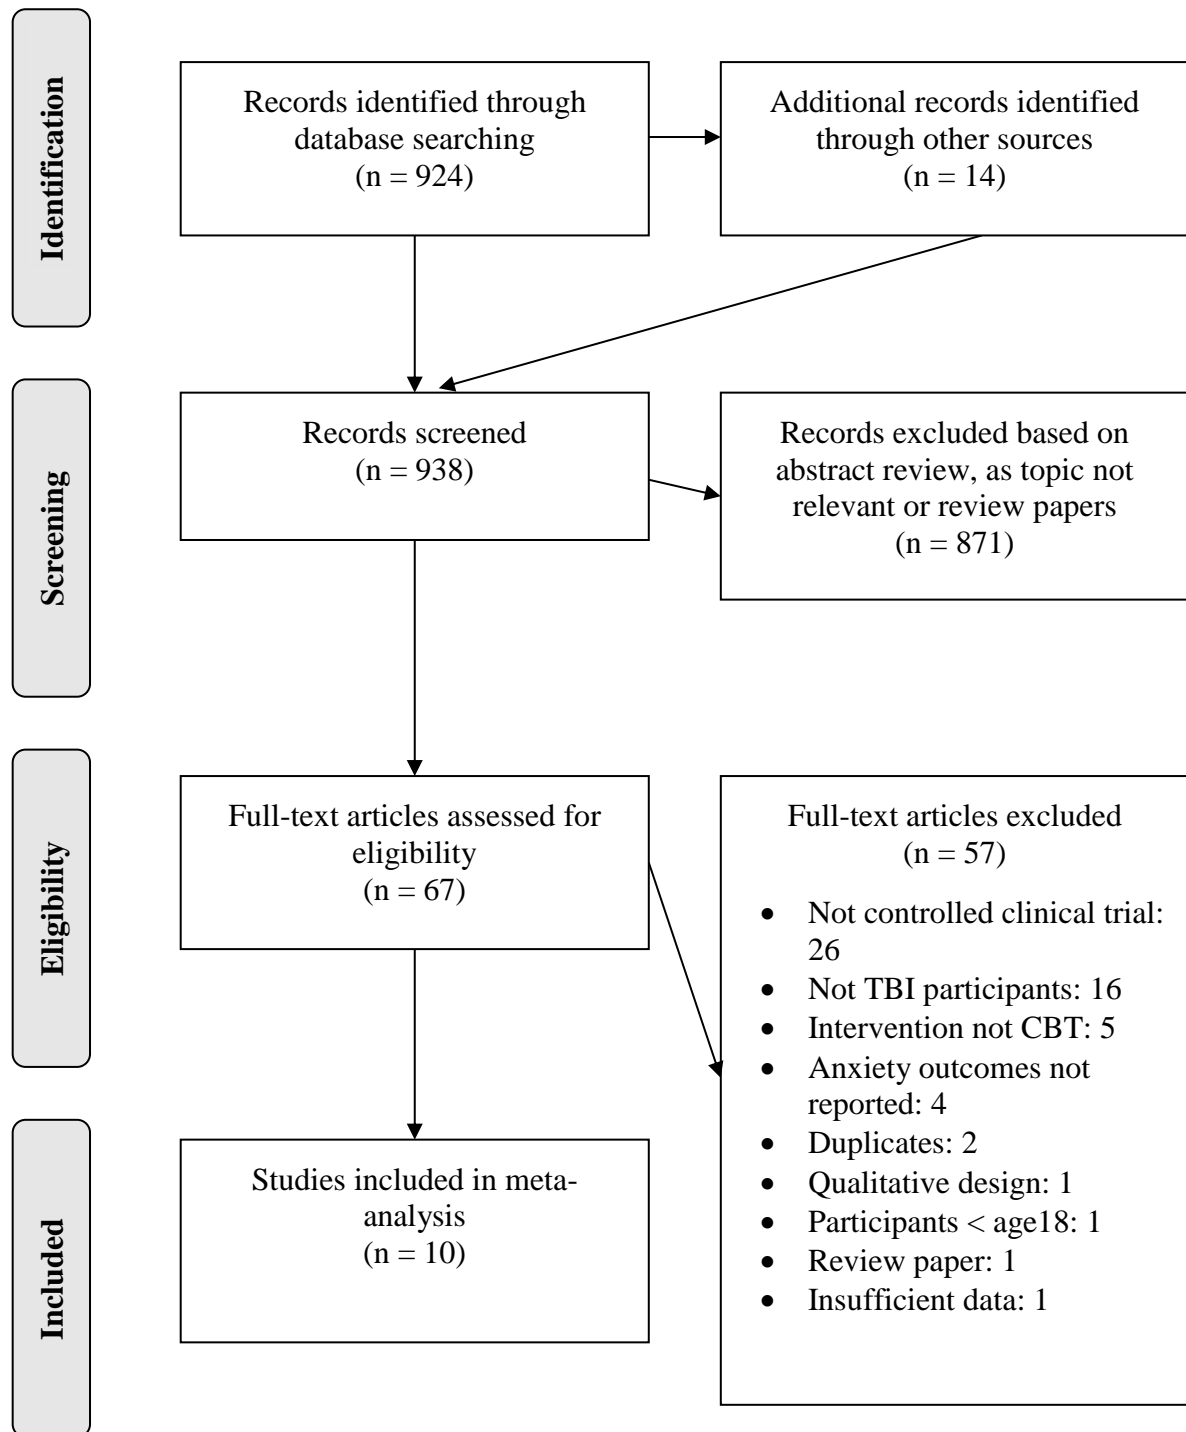 Identification
Records identified through
database searching
(n = 924)
Additional records identified
through other sources
(n = 14)
Screening
Records screened
(n = 938)
Records excluded based on
abstract review, as topic not
relevant or review papers
(n = 871)
Eligibility
Full-text articles assessed for
eligibility
(n = 67)
Full-text articles excluded
(n = 57)
• Not controlled clinical trial:
26
• Not TBI participants: 16
• Intervention not CBT: 5
• Anxiety outcomes not
reported: 4
• Duplicates: 2
• Qualitative design: 1
• Participants < age18: 1
• Review paper: 1
• Insufficient data: 1
Included
Studies included in meta-
analysis
(n = 10)